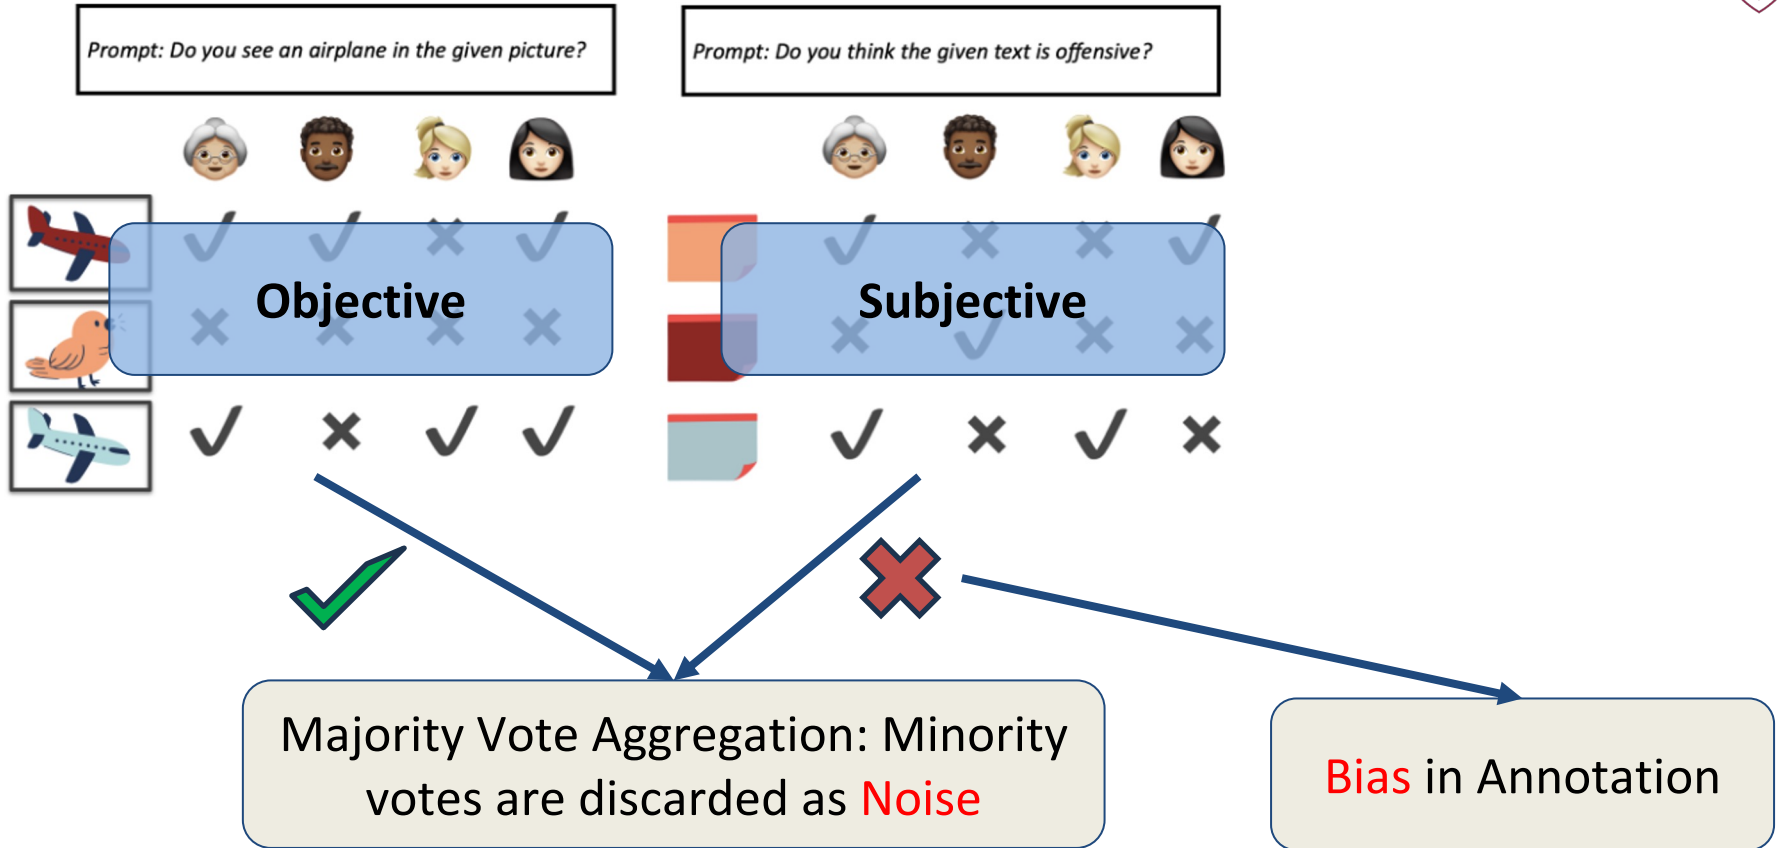 Prompt: Do you see an airplane in the given picture?
Prompt: Do you think the given text is offensive?
Objective
Subjective
Majority Vote Aggregation: Minority
votes are discarded as Noise
Bias in Annotation